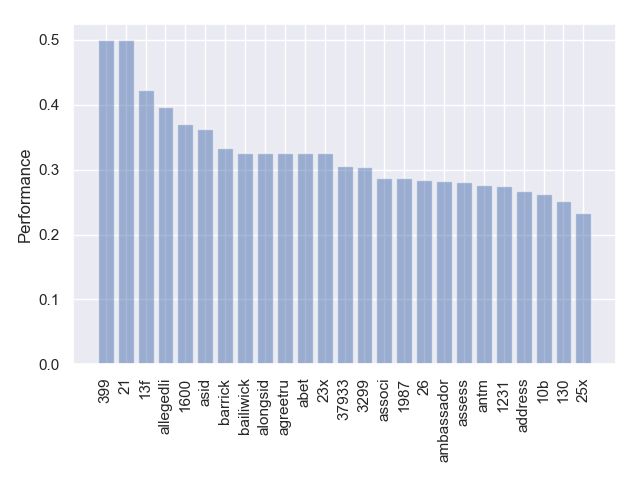 Performance
0.5
0.4
0.3
0.2
0.1
0.0
399
21
13f
allegedli
1600
asid
barrick
bailiwick
alongsid
agreetru
abet
23x
37933
3299
associ
1987
26
ambassador
assess
antm
1231
address
10b
130
25x